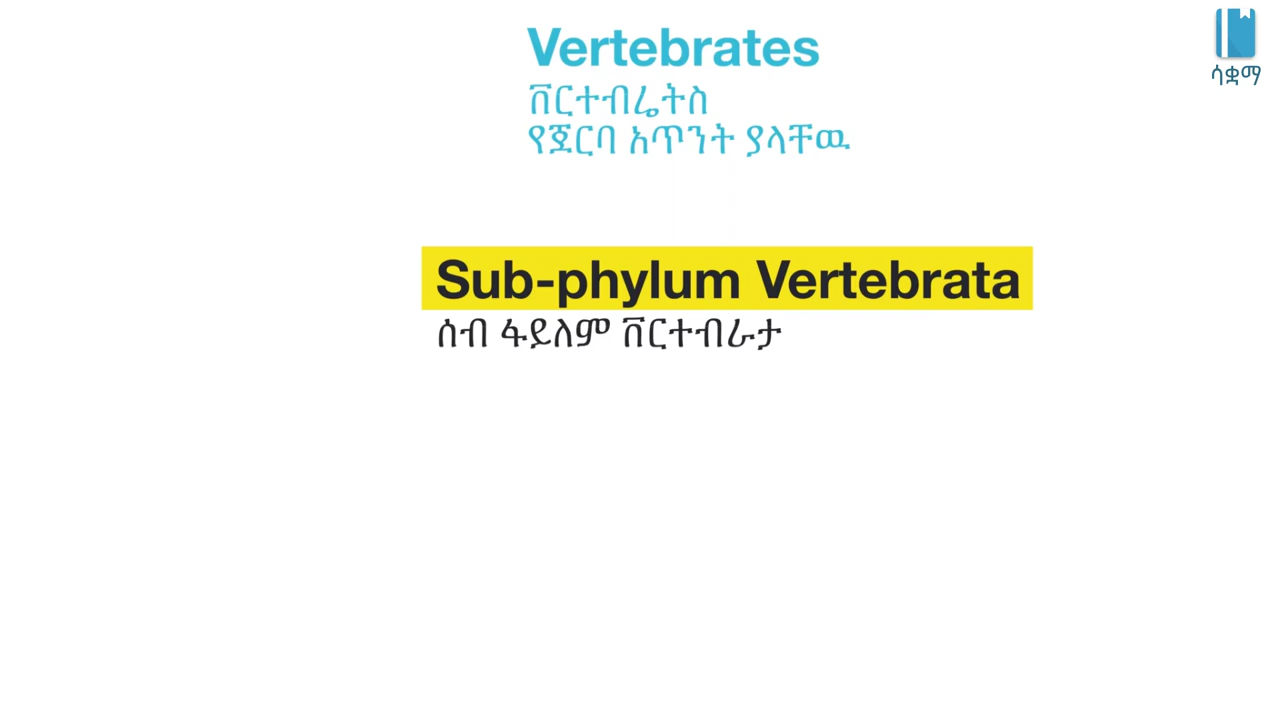 Vertebrates
ቨርተብሬትስ
የጀርባ አጥንት ያላቸዉ
Sub-phylum Vertebrata
ሰብ ፋይለም ቨርተብራታ
ሳቋማ